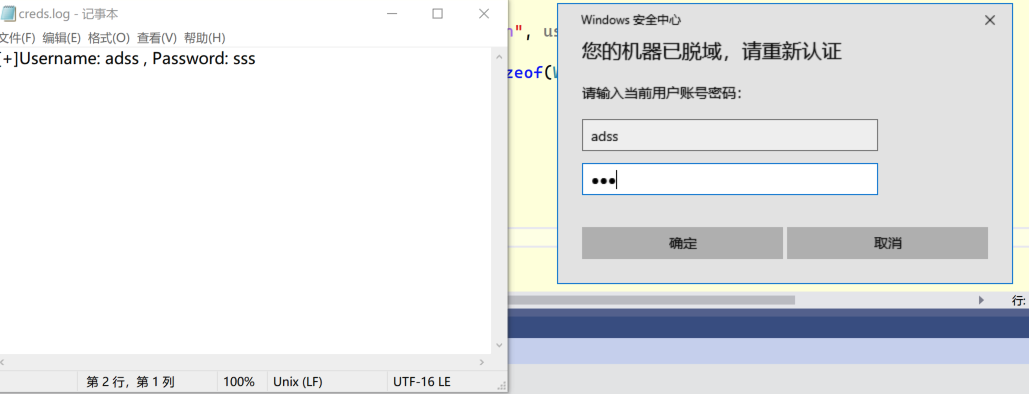 creds.log - 记事本
文件(F) 编辑(E) 格式(O) 查看(V) 帮助(H)
[+]Username: adss , Password: sss
第 2 行，第 1 列 100% Unix (LF) UTF-16 LE
", us
zeof(
Windows 安全中心
您的机器已脱域，请重新认证
请输入当前用户账号密码：
adss
●●●
确定 取消
行: